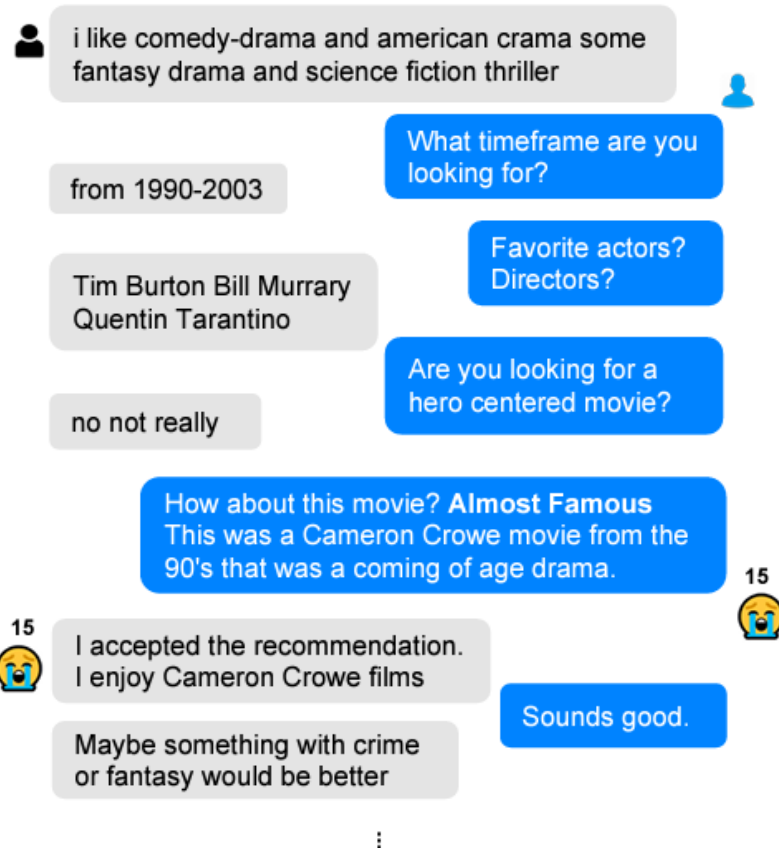 i like comedy-drama and american crama some
fantasy drama and science fiction thriller
What timeframe are you
looking for?
from 1990-2003
Favorite actors?
Directors?
Tim Burton Bill Murrary
Quentin Tarantino
Are you looking for a
hero centered movie?
no not really
How about this movie? Almost Famous
This was a Cameron Crowe movie from the
90's that was a coming of age drama.
15
15
I accepted the recommendation.
I enjoy Cameron Crowe films
Sounds good.
Maybe something with crime
or fantasy would be better